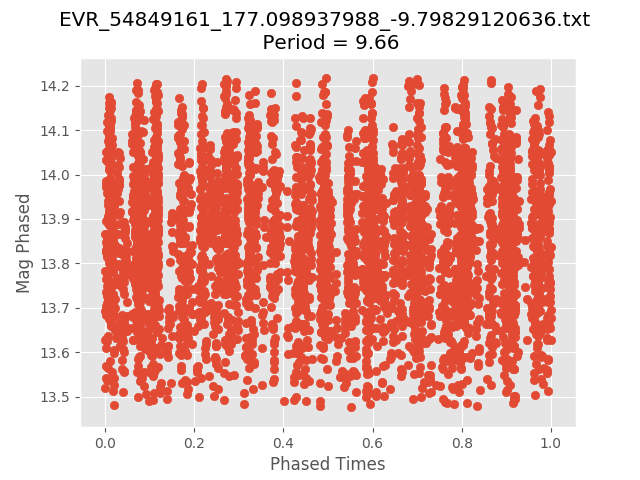 EVR_54849161_177.098937988_-9.79829120636.txt
Period = 9.66
14.2
14.1
14.0
13.9
13.8
13.7
13.6
13.5
Mag Phased
0.0 0.2 0.4 0.6 0.8 1.0
Phased Times